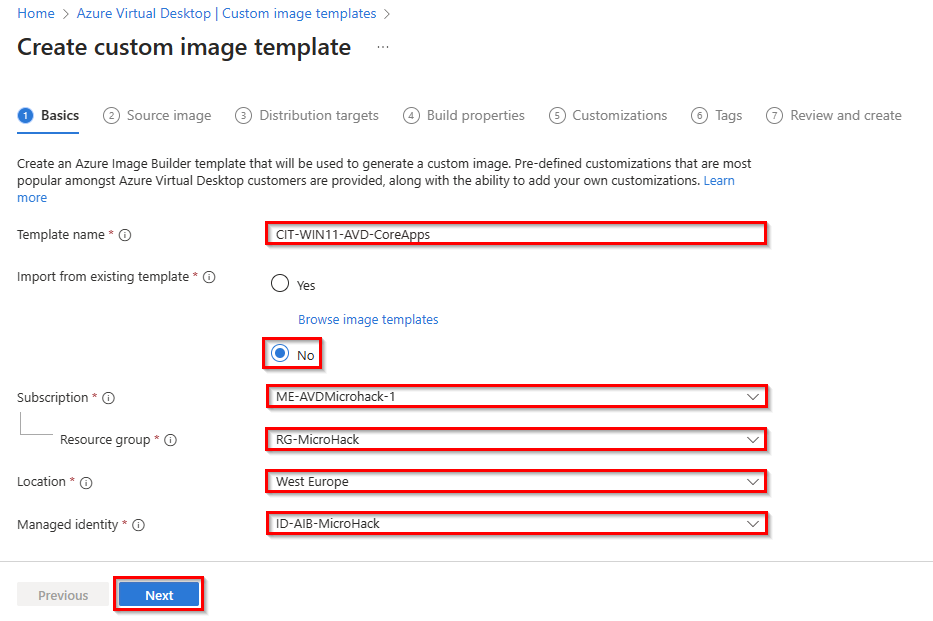 Home > Azure Virtual Desktop | Custom image templates >
Create custom image template ...
1 Basics 2 Source image 3 Distribution targets 4 Build properties 5 Customizations 6 Tags 7 Review and create
Create an Azure Image Builder template that will be used to generate a custom image. Pre-defined customizations that are most
popular amongst Azure Virtual Desktop customers are provided, along with the ability to add your own customizations. Learn
more
Template name * CIT-WIN11-AVD-CoreApps
Import from existing template * Yes
Browse image templates
No
Subscription * ME-AVDMicrohack-1
Resource group * RG-MicroHack
Location * West Europe
Managed identity * ID-AIB-MicroHack
Previous Next